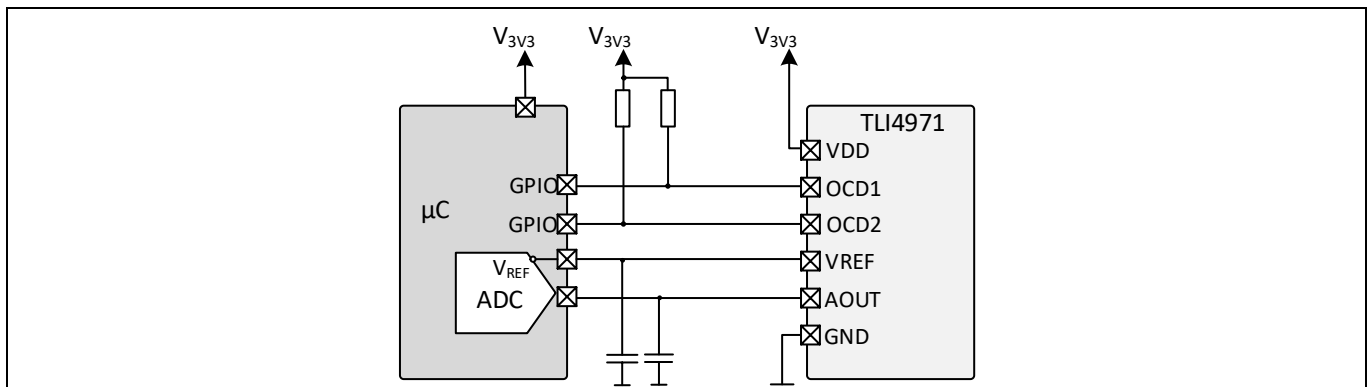 V3V3 V3V3 V3V3
TLI4971
VDD
GPIO OCD1
µC
GPIO OCD2
VREF VREF
ADC AOUT
GND